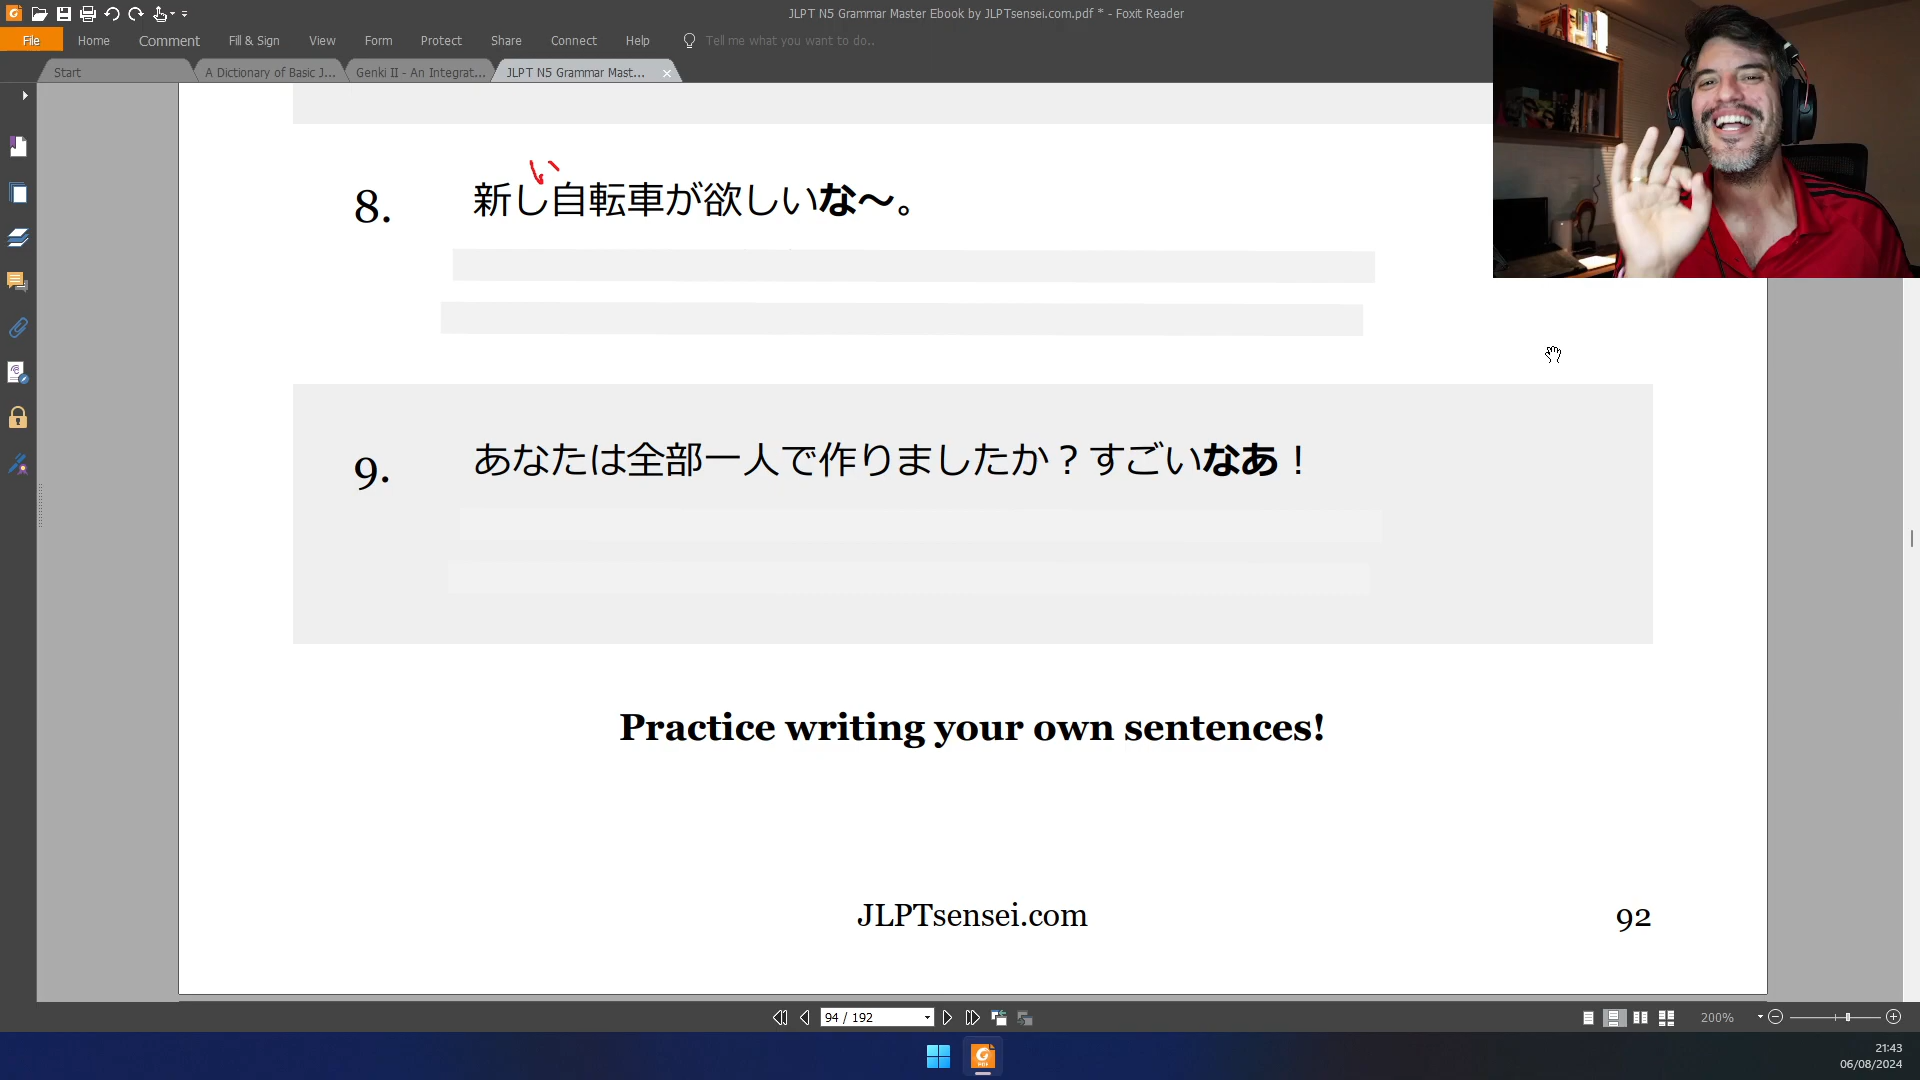 JLPT N5 Grammar Master Ebook by JLPTsensei.com.pdf * - Foxit Reader
File Home Comment Fill & Sign View Form Protect Share Connect Help Tell me what you want to do..
Start A Dictionary of Basic J... Genki II - An Integrat... JLPT N5 Grammar Mast...
い
8. 新し自転車が欲しいな〜。
9. あなたは全部一人で作りましたか？すごいなあ！
Practice writing your own sentences!
JLPTsensei.com 92
94 / 192 200%
21:43
06/08/2024